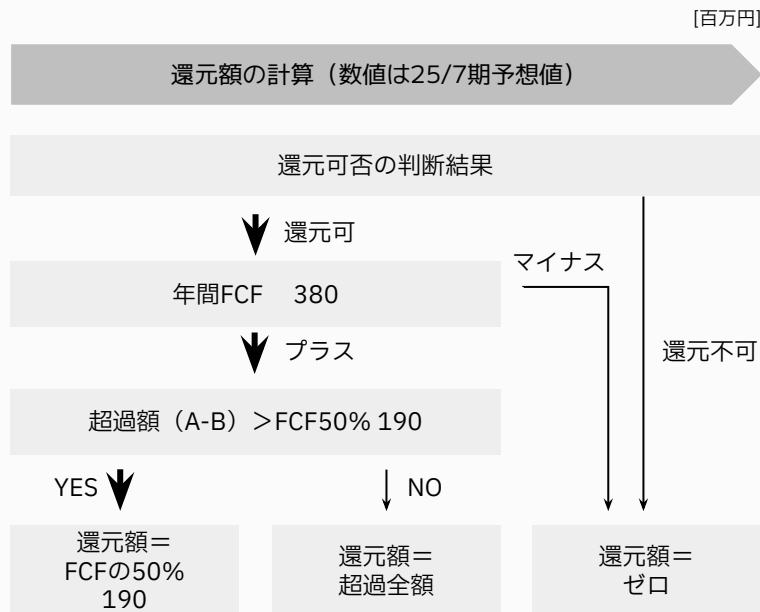 [百万円]
還元額の計算（数値は25/7期予想値）
還元可否の判断結果
還元可
マイナス
年間FCF 380
プラス
還元不可
超過額（A-B）＞FCF50% 190
YES
NO
還元額＝
FCFの50%
190
還元額＝
超過全額
還元額＝
ゼロ